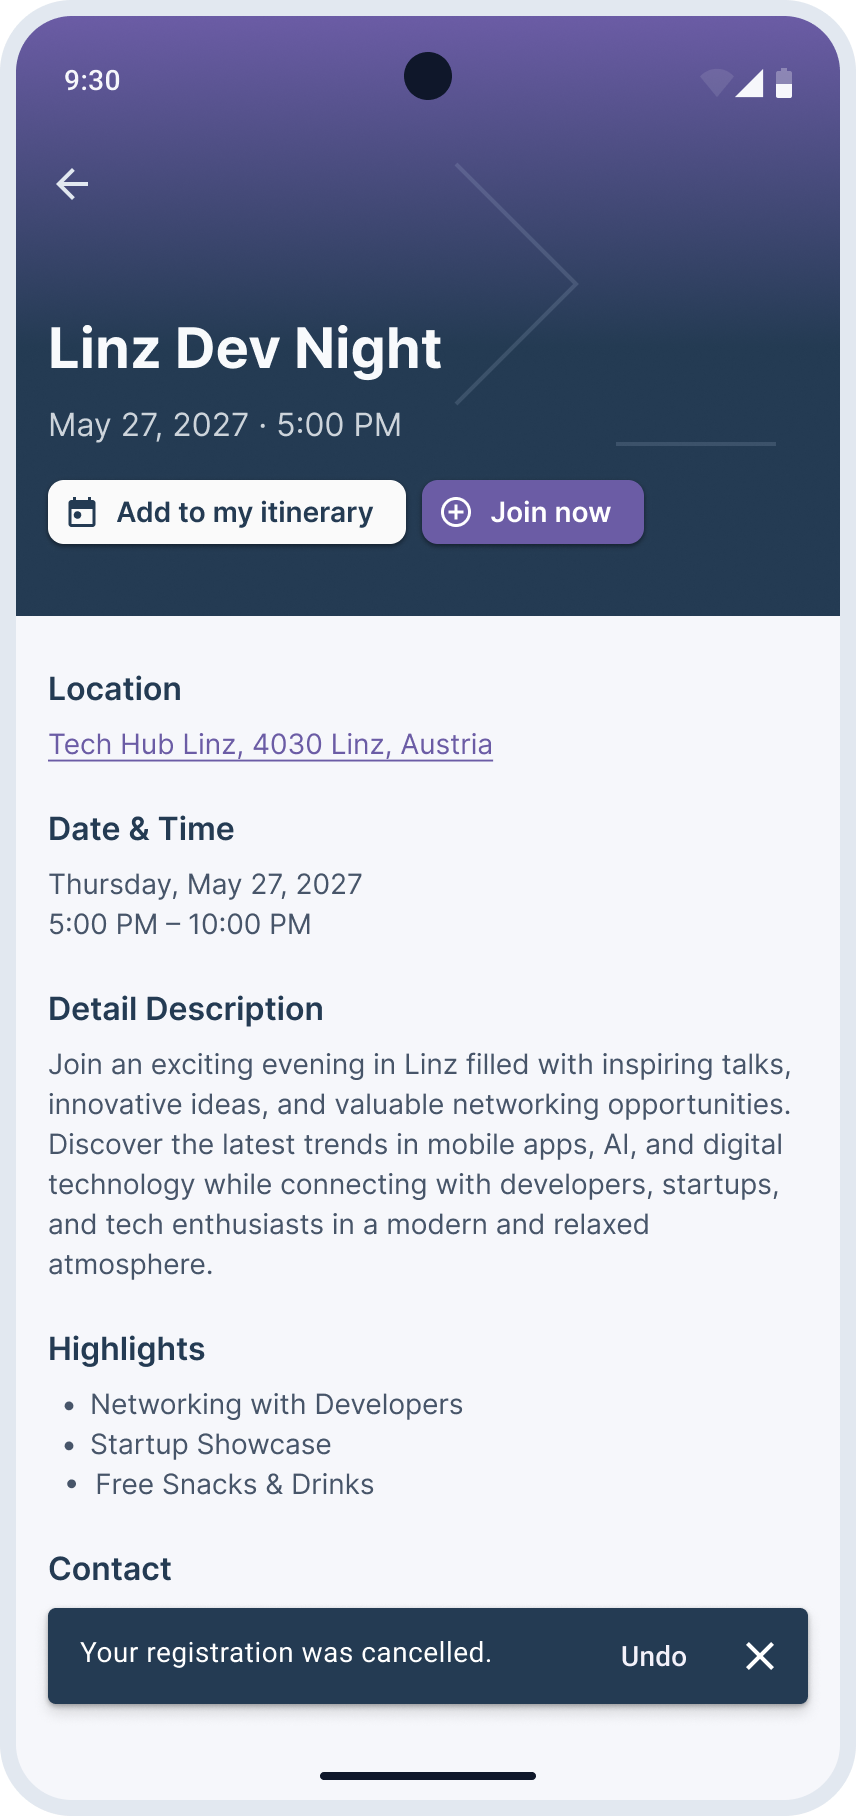 9:30
Linz Dev Night
May 27, 2027 · 5:00 PM
Add to my itinerary
Join now
Location
Tech Hub Linz, 4030 Linz, Austria
Date & Time
Thursday, May 27, 2027
5:00 PM – 10:00 PM
Detail Description
Join an exciting evening in Linz filled with inspiring talks,
innovative ideas, and valuable networking opportunities.
Discover the latest trends in mobile apps, AI, and digital
technology while connecting with developers, startups,
and tech enthusiasts in a modern and relaxed
atmosphere.
Highlights
• Networking with Developers
• Startup Showcase
• Free Snacks & Drinks
Contact
Your registration was cancelled.
Undo